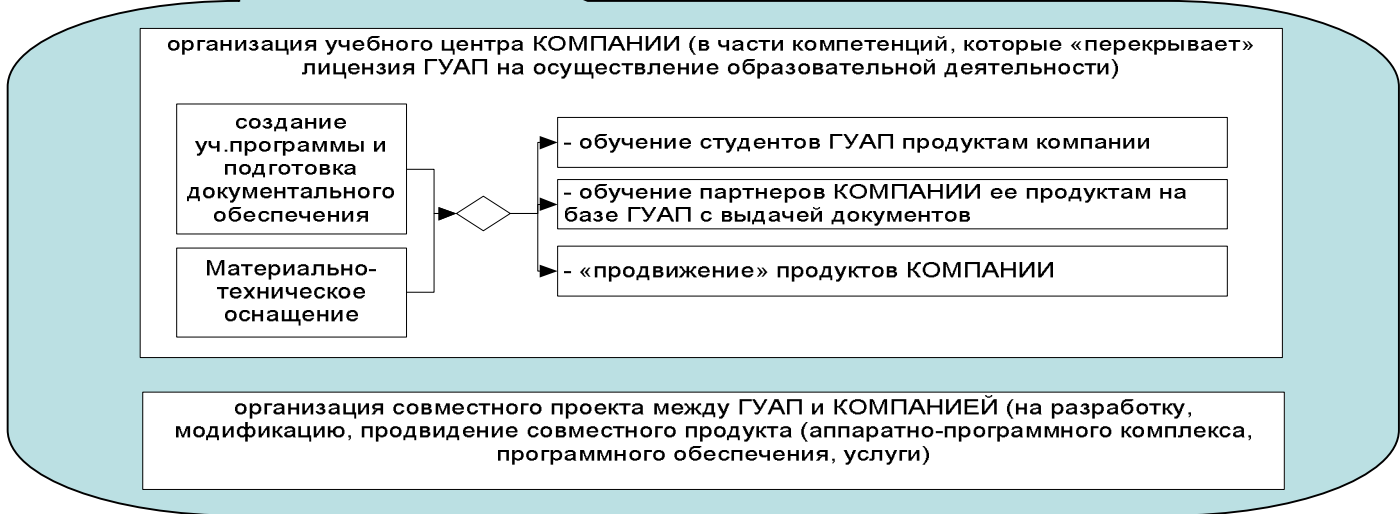 организация учебного центра КОМПАНИИ (в части компетенций, которые «перекрывает»
лицензия ГУАП на осуществление образовательной деятельности)
создание
уч.программы и
подготовка
документального
обеспечения
Материально-
техническое
оснащение
- обучение студентов ГУАП продуктам компании
- обучение партнеров КОМПАНИИ ее продуктам на
базе ГУАП с выдачей документов
- «продвижение» продуктов КОМПАНИИ
организация совместного проекта между ГУАП и КОМПАНИЕЙ (на разработку,
модификацию, продвидение совместного продукта (аппаратно-программного комплекса,
программного обеспечения, услуги)